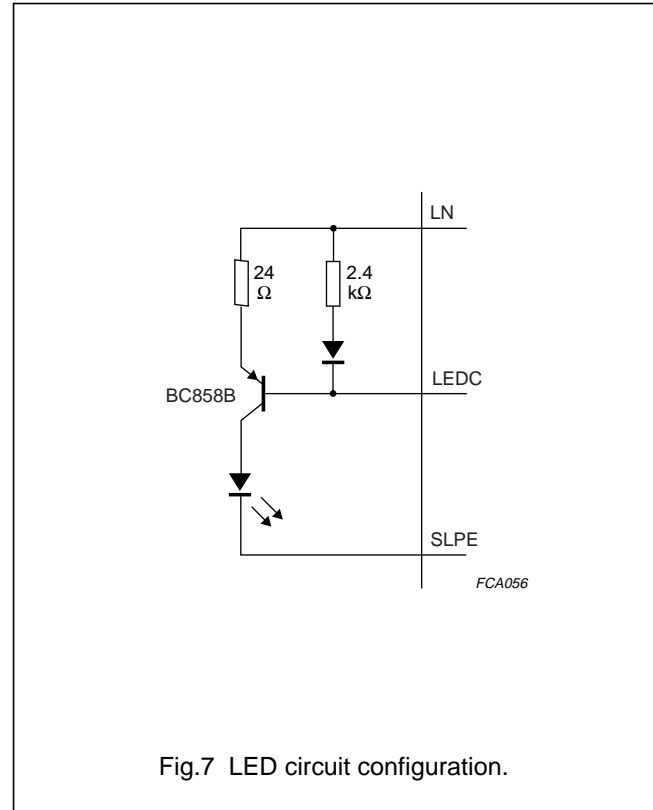 LN
24
Ω
2.4
kΩ
BC858B
LEDC
SLPE
FCA056
Fig.7 LED circuit configuration.